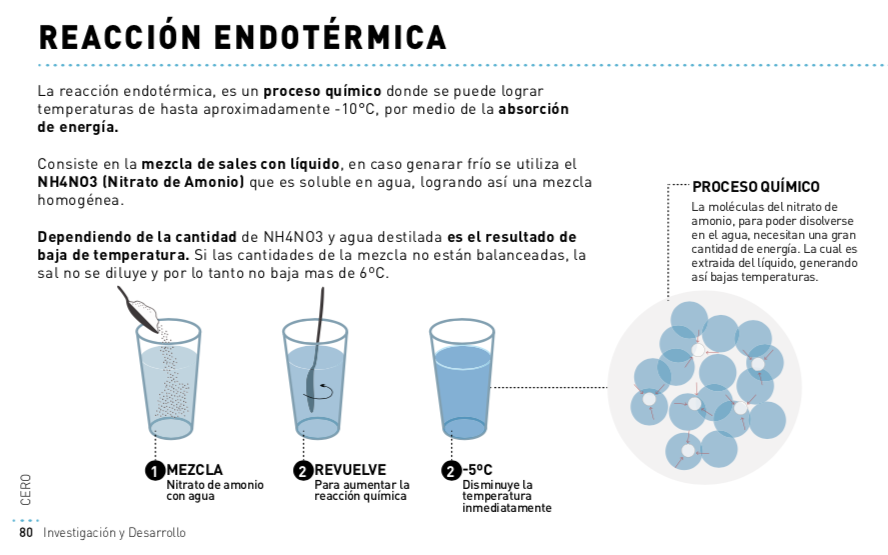 REACCIÓN ENDOTÉRMICA
La reacción endotérmica, es un proceso químico donde se puede lograr
temperaturas de hasta aproximadamente -10°C, por medio de la absorción
de energía.
Consiste en la mezcla de sales con líquido, en caso genarar frío se utiliza el
NH4NO3 (Nitrato de Amonio) que es soluble en agua, logrando así una mezcla
homogénea.
Dependiendo de la cantidad de NH4NO3 y agua destilada es el resultado de
baja de temperatura. Si las cantidades de la mezcla no están balanceadas, la
sal no se diluye y por lo tanto no baja mas de 6ºC.
PROCESO QUÍMICO
La moléculas del nitrato de
amonio, para poder disolverse
en el agua, necesitan una gran
cantidad de energía. La cual es
extraida del líquido, generando
así bajas temperaturas.
1 MEZCLA
Nitrato de amonio
con agua
2 REVUELVE
Para aumentar la
reacción química
2 -5ºC
Disminuye la
temperatura
inmediatamente
CERO
80 Investigación y Desarrollo